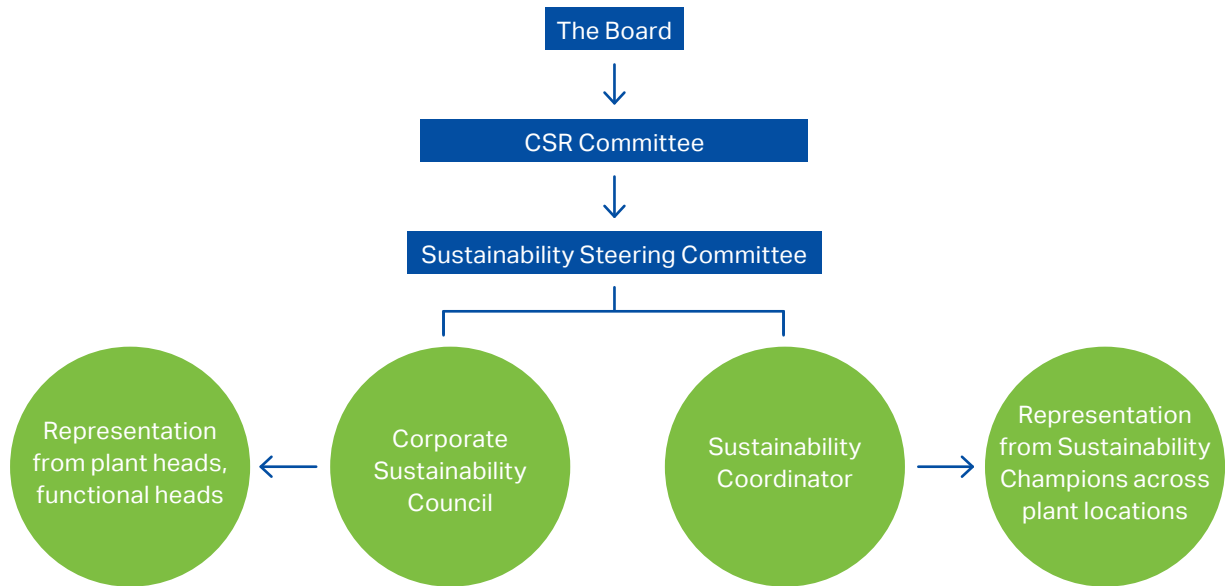 The Board
CSR Committee
Sustainability Steering Committee
Representation
from plant heads,
functional heads
Corporate
Sustainability
Council
Sustainability
Coordinator
Representation
from Sustainability
Champions across
plant locations